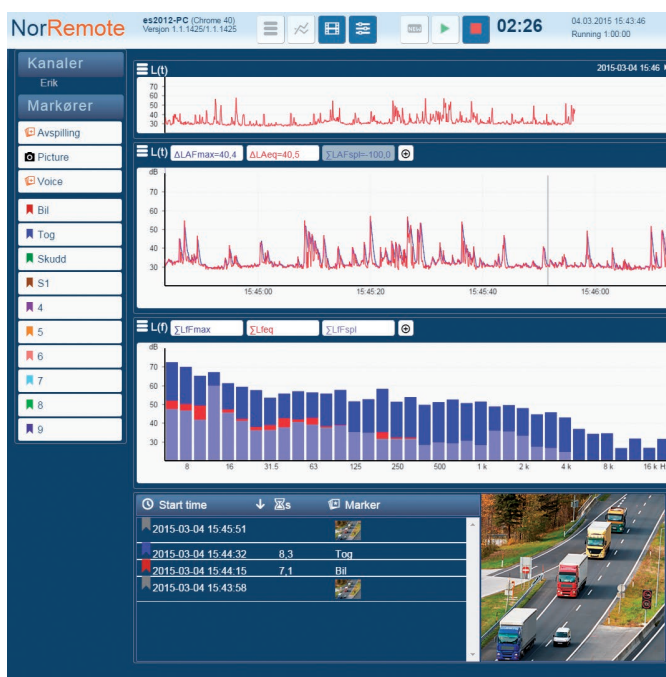 NorRemote
es2012-PC (Chrome 40)
Versjon 1.1.1425/1.1.1425
NEW
02:26
04.03.2015 15:43:46
Running 1:00:00
Kanaler
Erik
Markører
Avspilling
Picture
Voice
Bil
Tog
Skudd
S1
4
5
6
7
8
9
L(t)
2015-03-04 15:46
70
60
50
40
30
L(t) ΔLAFmax=40,4 ΔLAeq=40,5 ∑LAFspl=-100,0
dB
70
60
50
40
30
15:45:00 15:45:20 15:45:40 15:46:00
L(f) ∑LfFmax ∑Lfeq ∑LfFspl
dB
70
60
50
40
30
8 16 31.5 63 125 250 500 1 k 2 k 4 k 8 k 16 k H
Start time s Marker
2015-03-04 15:45:51
2015-03-04 15:44:32 8,3 Tog
2015-03-04 15:44:15 7,1 Bil
2015-03-04 15:43:58